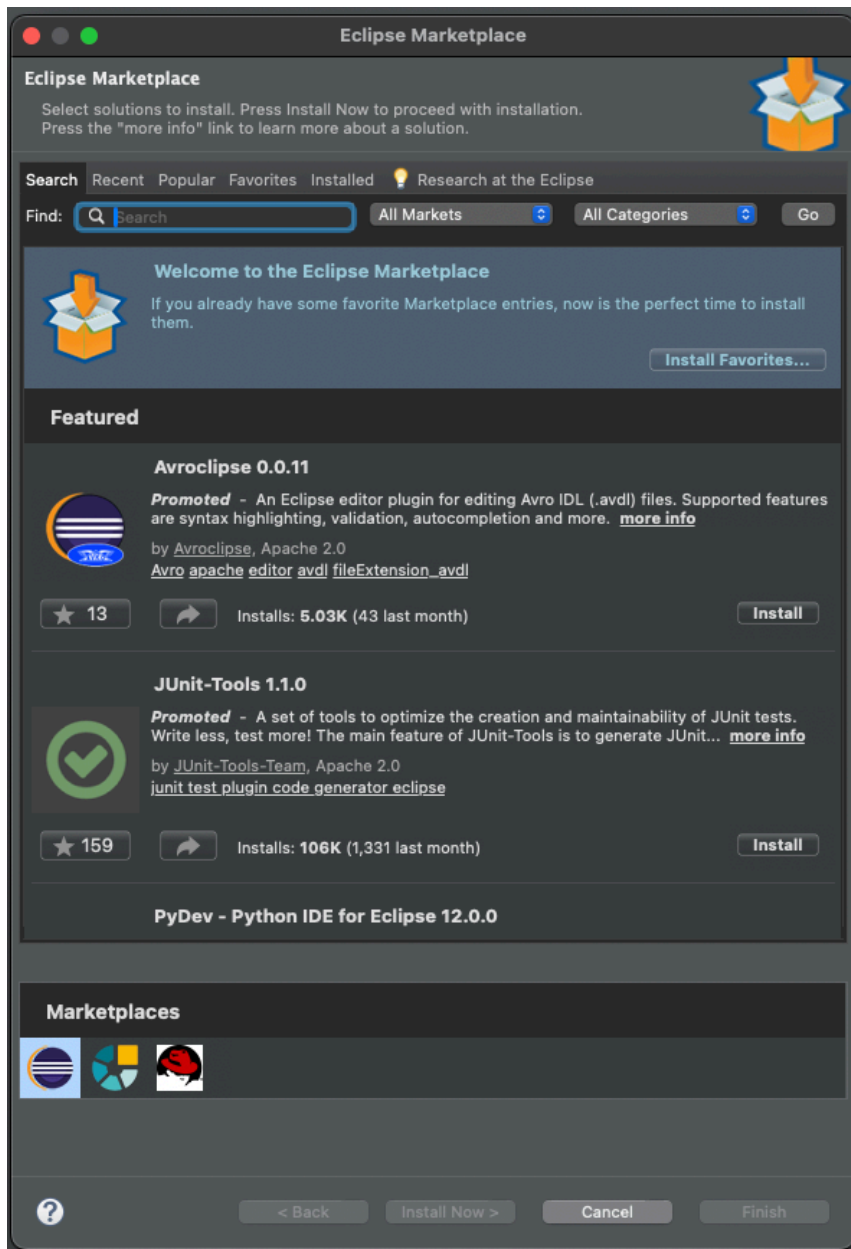 Eclipse Marketplace
Eclipse Marketplace
Select solutions to install. Press Install Now to proceed with installation.
Press the "more info" link to learn more about a solution.
Search Recent Popular Favorites Installed Research at the Eclipse
Find: Search All Markets All Categories Go
Welcome to the Eclipse Marketplace
If you already have some favorite Marketplace entries, now is the perfect time to install
them.
Install Favorites...
Featured
Avroclipse 0.0.11
Promoted - An Eclipse editor plugin for editing Avro IDL (.avdl) files. Supported features
are syntax highlighting, validation, autocompletion and more. more info
by Avroclipse, Apache 2.0
Avro apache editor avdl fileExtension_avdl
13 Installs: 5.03K (43 last month) Install
JUnit-Tools 1.1.0
Promoted - A set of tools to optimize the creation and maintainability of JUnit tests.
Write less, test more! The main feature of JUnit-Tools is to generate JUnit... more info
by JUnit-Tools-Team, Apache 2.0
junit test plugin code generator eclipse
159 Installs: 106K (1,331 last month) Install
PyDev - Python IDE for Eclipse 12.0.0
Marketplaces
? < Back Install Now > Cancel Finish